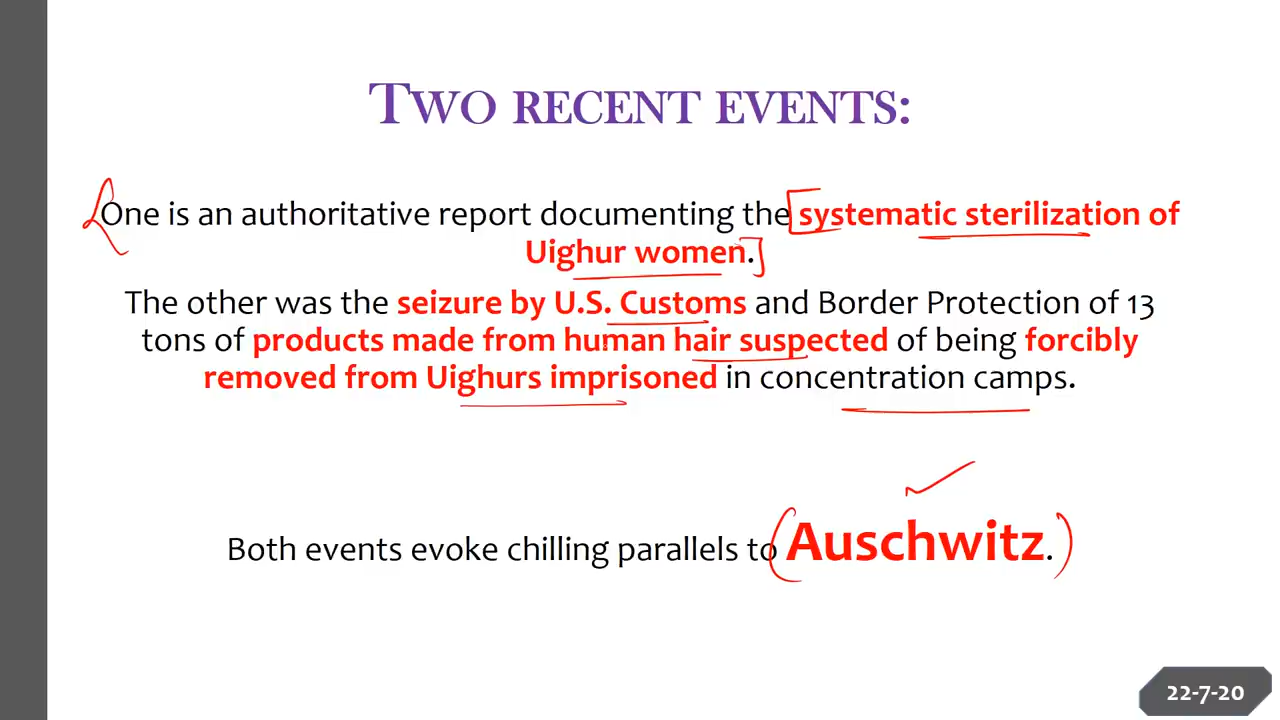 TWO RECENT EVENTS:
One is an authoritative report documenting the systematic sterilization of
Uighur women.
The other was the seizure by U.S. Customs and Border Protection of 13
tons of products made from human hair suspected of being forcibly
removed from Uighurs imprisoned in concentration camps.
Both events evoke chilling parallels to Auschwitz.
22-7-20